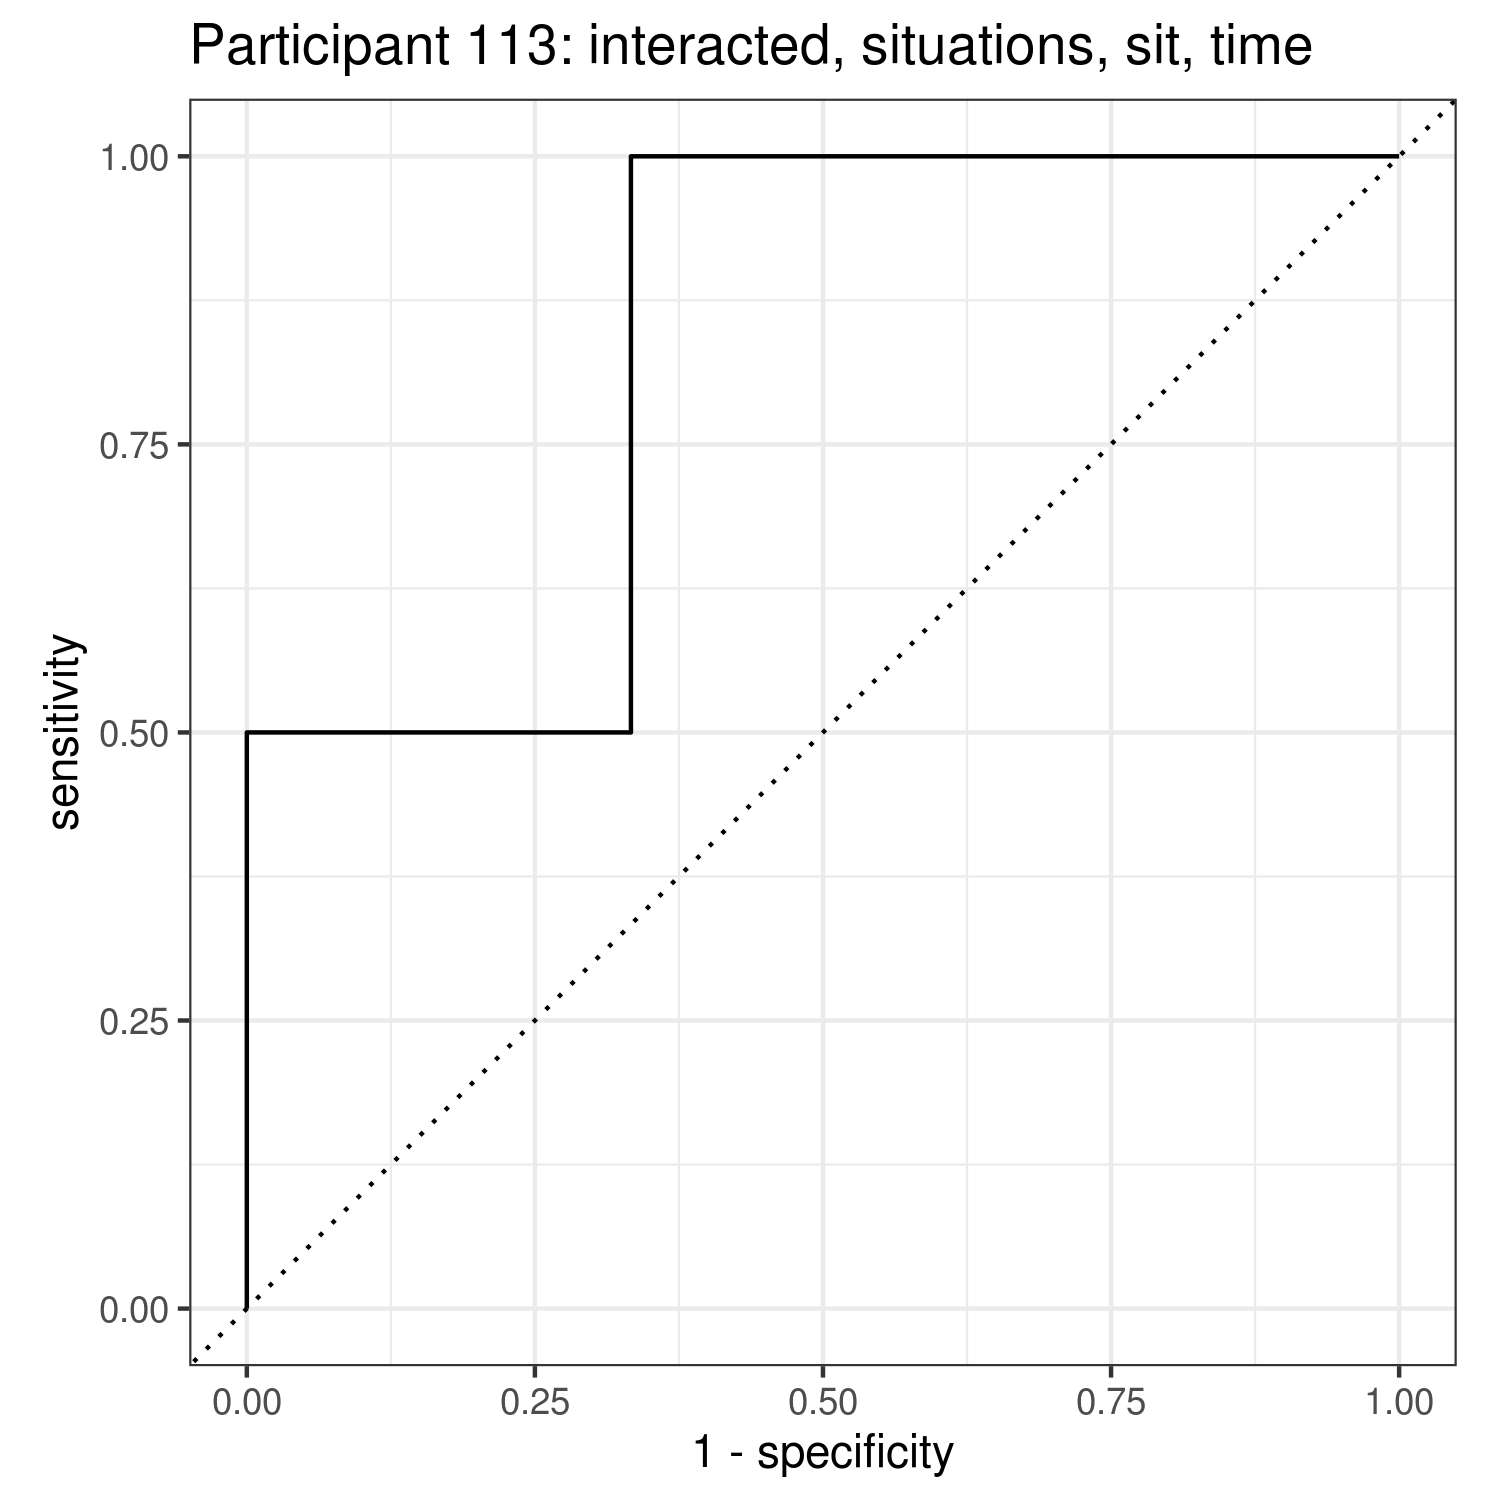 Participant 113: interacted, situations, sit, time
1.00
0.75
0.50
0.25
0.00
sensitivity
0.00 0.25 0.50 0.75 1.00
1 - specificity